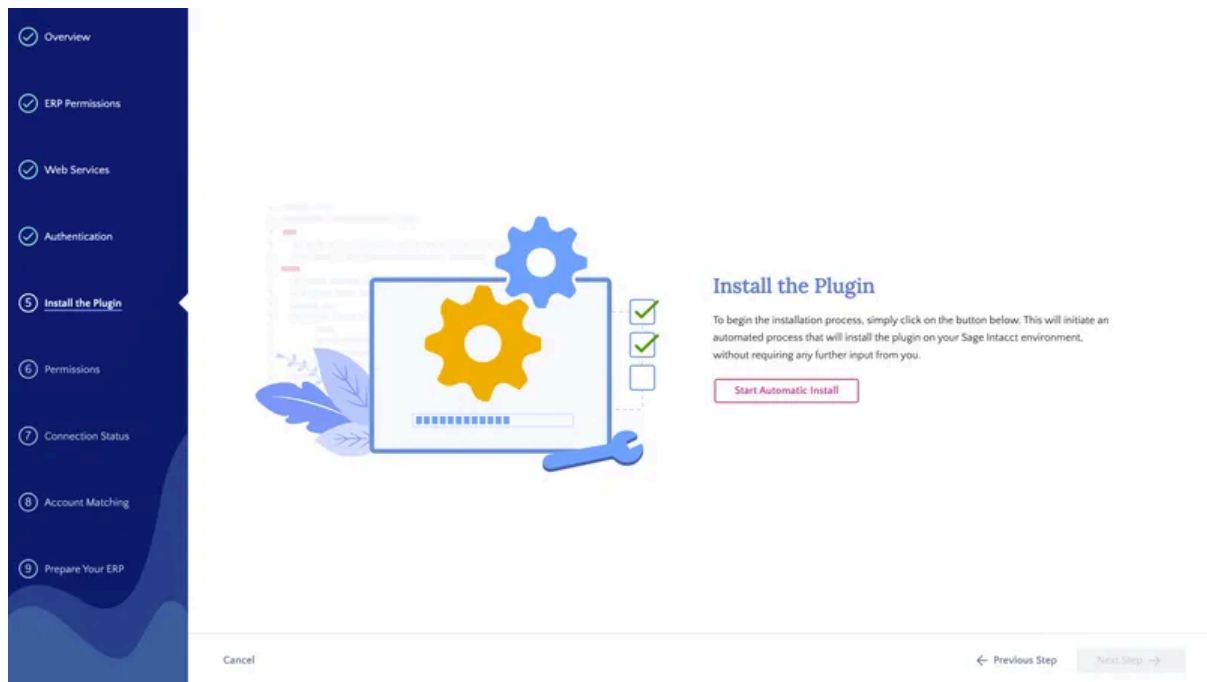 Overview
ERP Permissions
Web Services
Authentication
5 Install the Plugin
6 Permissions
7 Connection Status
8 Account Matching
9 Prepare Your ERP
Install the Plugin
To begin the installation process, simply click on the button below. This will initiate an
automated process that will install the plugin on your Sage Intacct environment,
without requiring any further input from you.
Start Automatic Install
Cancel
← Previous Step
Next Step →